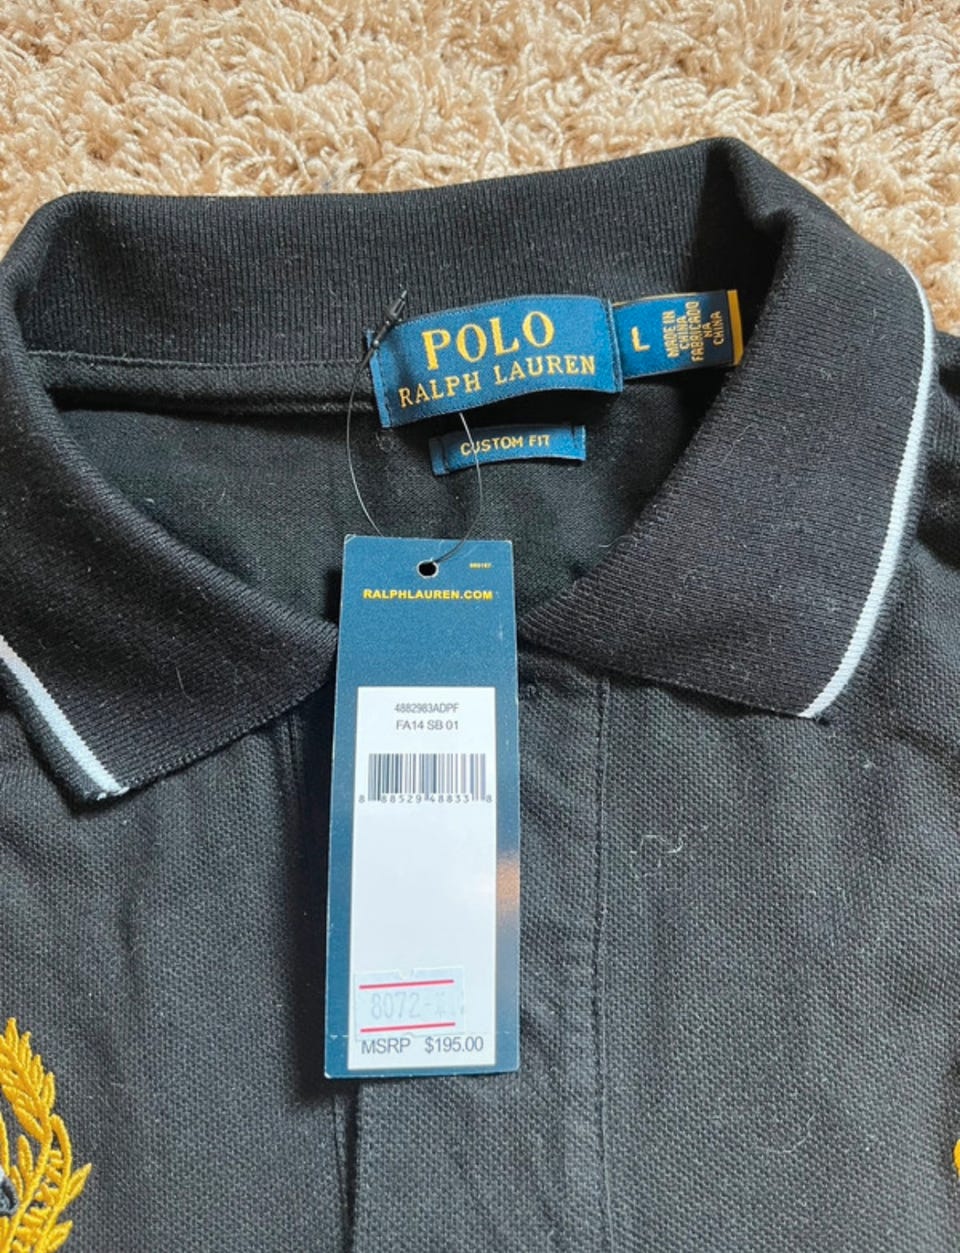 POLO
RALPH LAUREN
L
MADE IN
CHINA
FABRICADO
NA
CHINA
CUSTOM FIT
RALPHLAUREN.COM
4882983ADPF
FA14 SB 01
8 88529 48833 8
8072-
MSRP $195.00